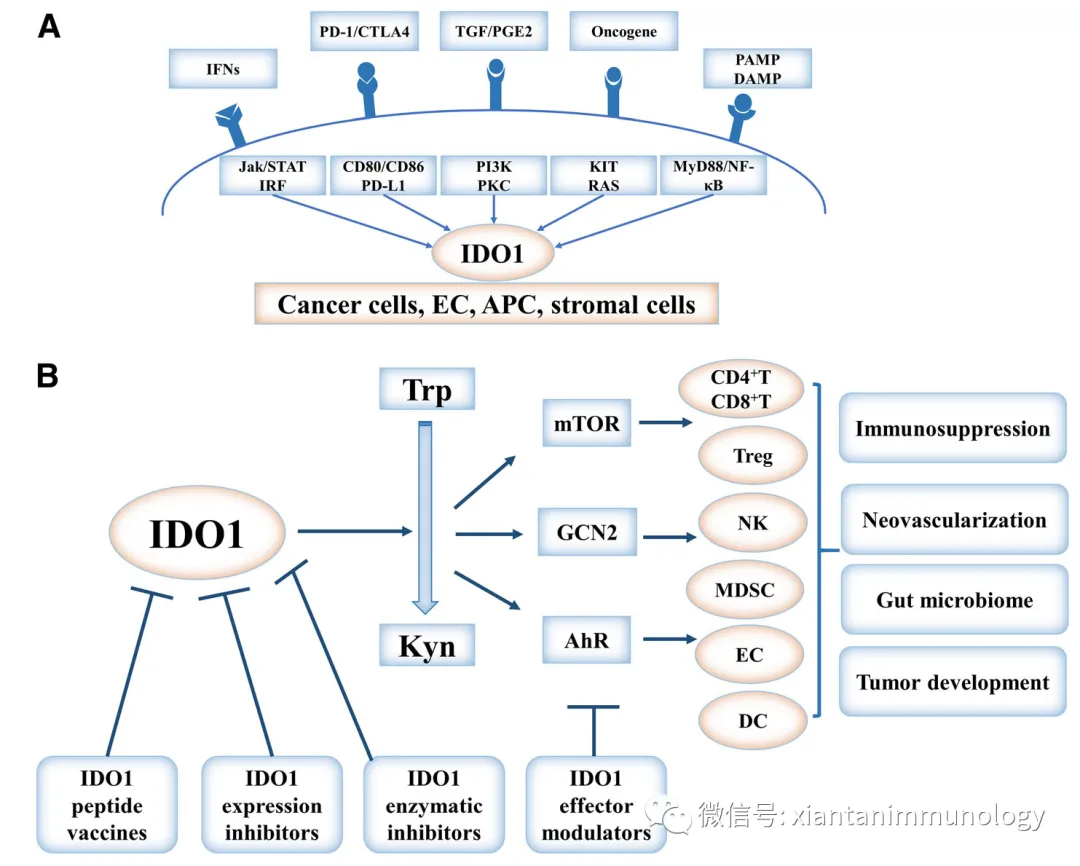 A
IFNs
PD-1/CTLA4
TGF/PGE2
Oncogene
PAMP
DAMP
Jak/STAT
IRF
CD80/CD86
PD-L1
PI3K
PKC
KIT
RAS
MyD88/NF-
κB
IDO1
Cancer cells, EC, APC, stromal cells
B
Trp
Kyn
IDO1
mTOR
GCN2
AhR
CD4+T
CD8+T
Treg
NK
MDSC
EC
DC
Immunosuppression
Neovascularization
Gut microbiome
Tumor development
IDO1
peptide
vaccines
IDO1
expression
inhibitors
IDO1
enzymatic
inhibitors
IDO1
effector
modulators
微信号: xiantanimmunology